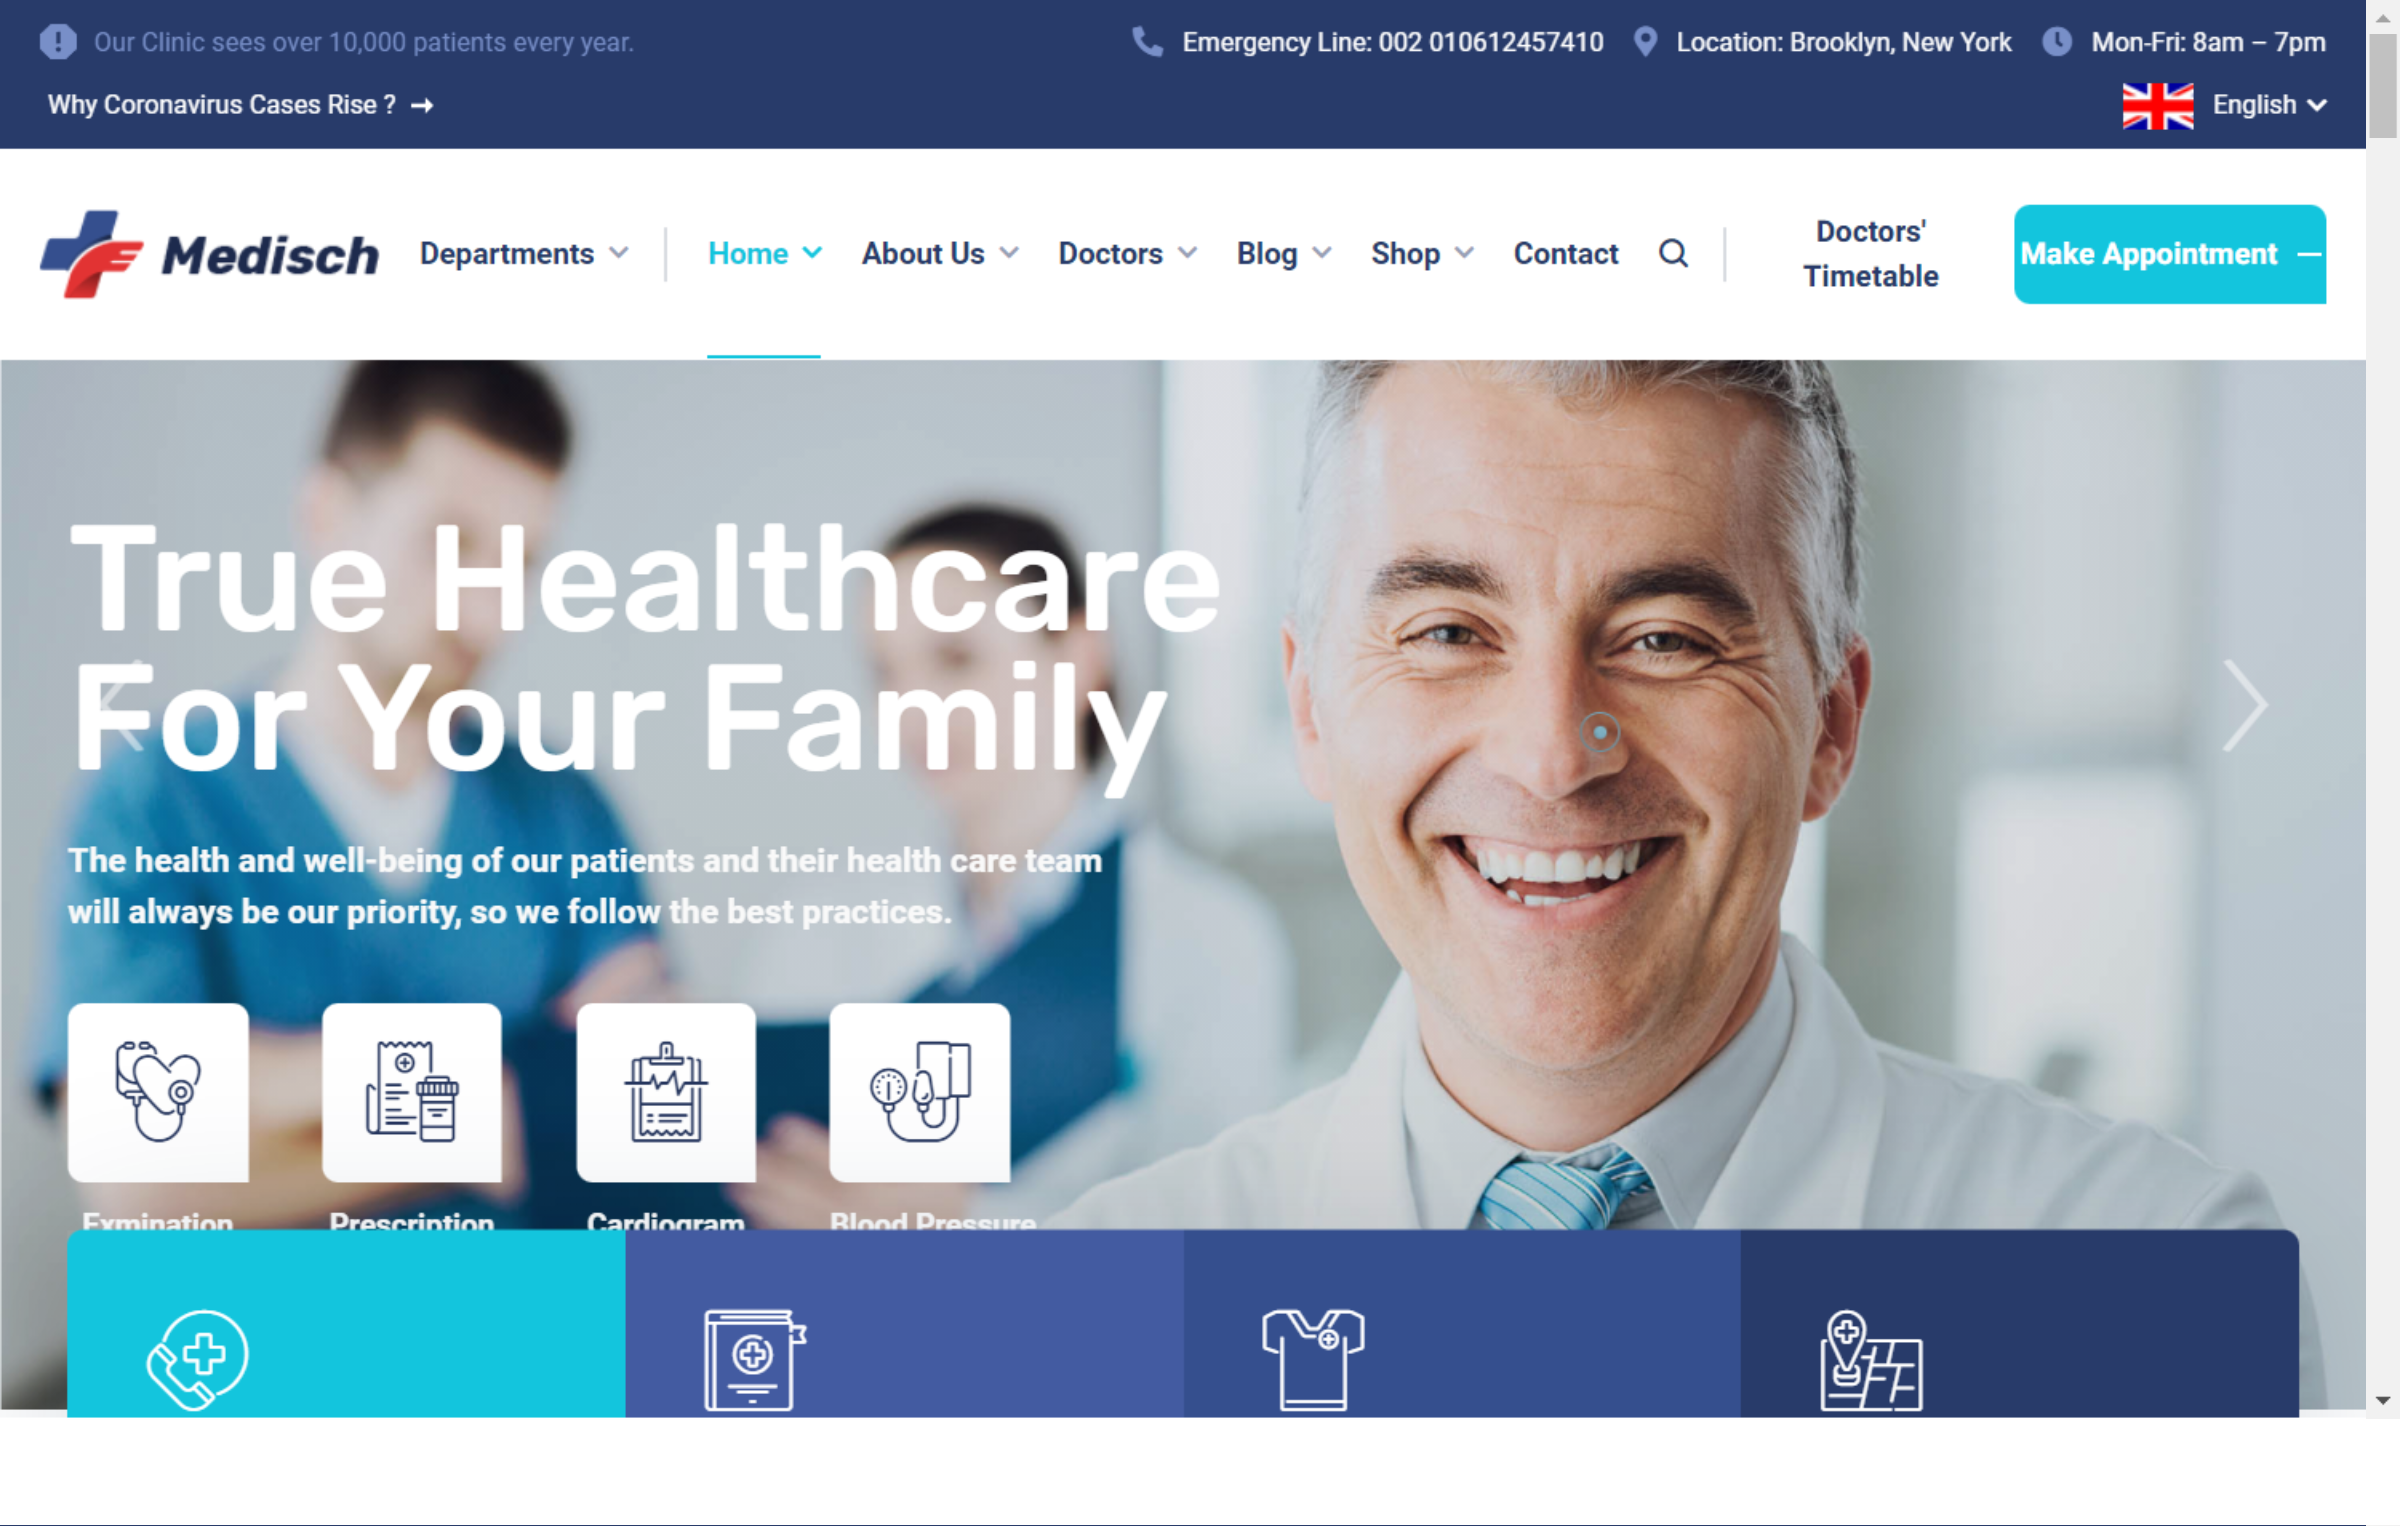 Our Clinic sees over 10,000 patients every year.
Emergency Line: 002 010612457410
Location: Brooklyn, New York
Mon-Fri: 8am – 7pm
Why Coronavirus Cases Rise ?
English
Medisch
Departments
Home
About Us
Doctors
Blog
Shop
Contact
Doctors'
Timetable
Make Appointment
True Healthcare
For Your Family
The health and well-being of our patients and their health care team
will always be our priority, so we follow the best practices.
Exmination
Prescription
Cardiogram
Blood Pressure